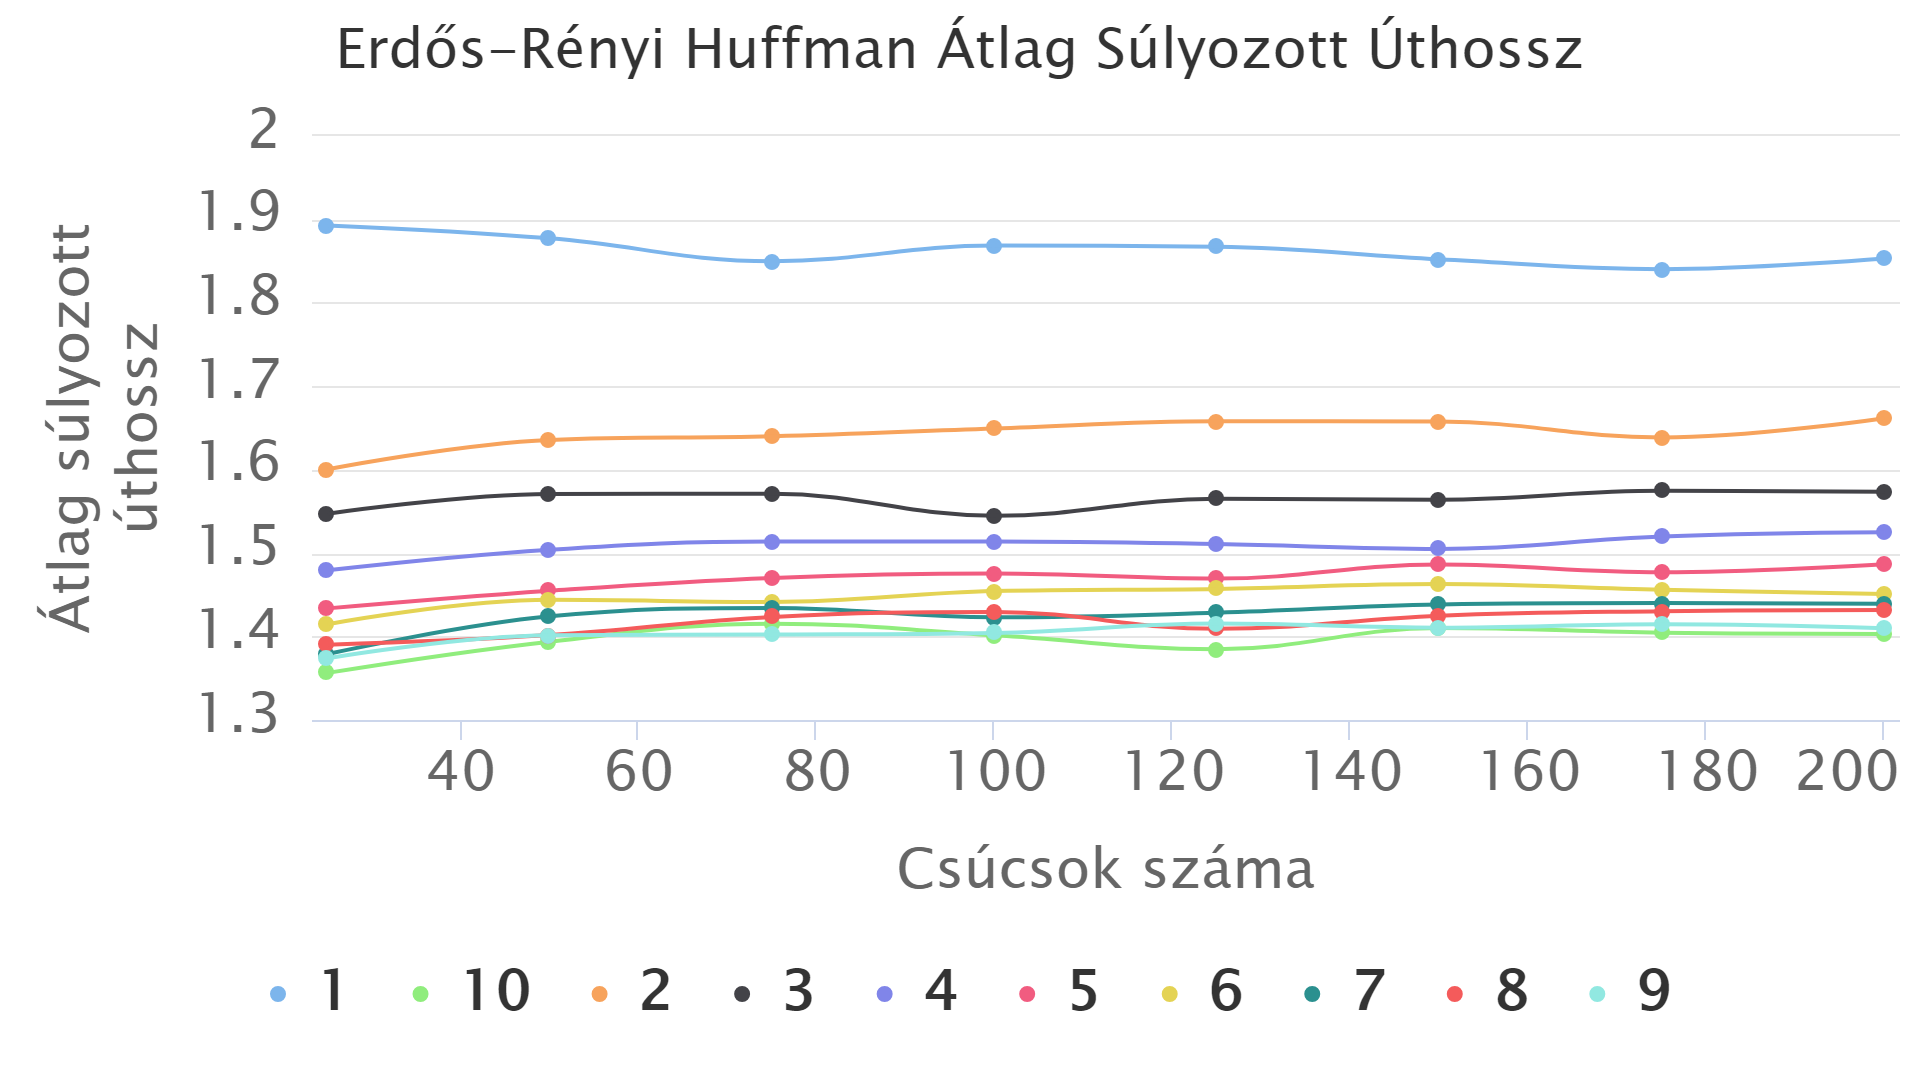 Erdős–Rényi Huffman Átlag Súlyozott Úthossz
Átlag súlyozott
úthossz
2
1.9
1.8
1.7
1.6
1.5
1.4
1.3
40 60 80 100 120 140 160 180 200
Csúcsok száma
1 10 2 3 4 5 6 7 8 9